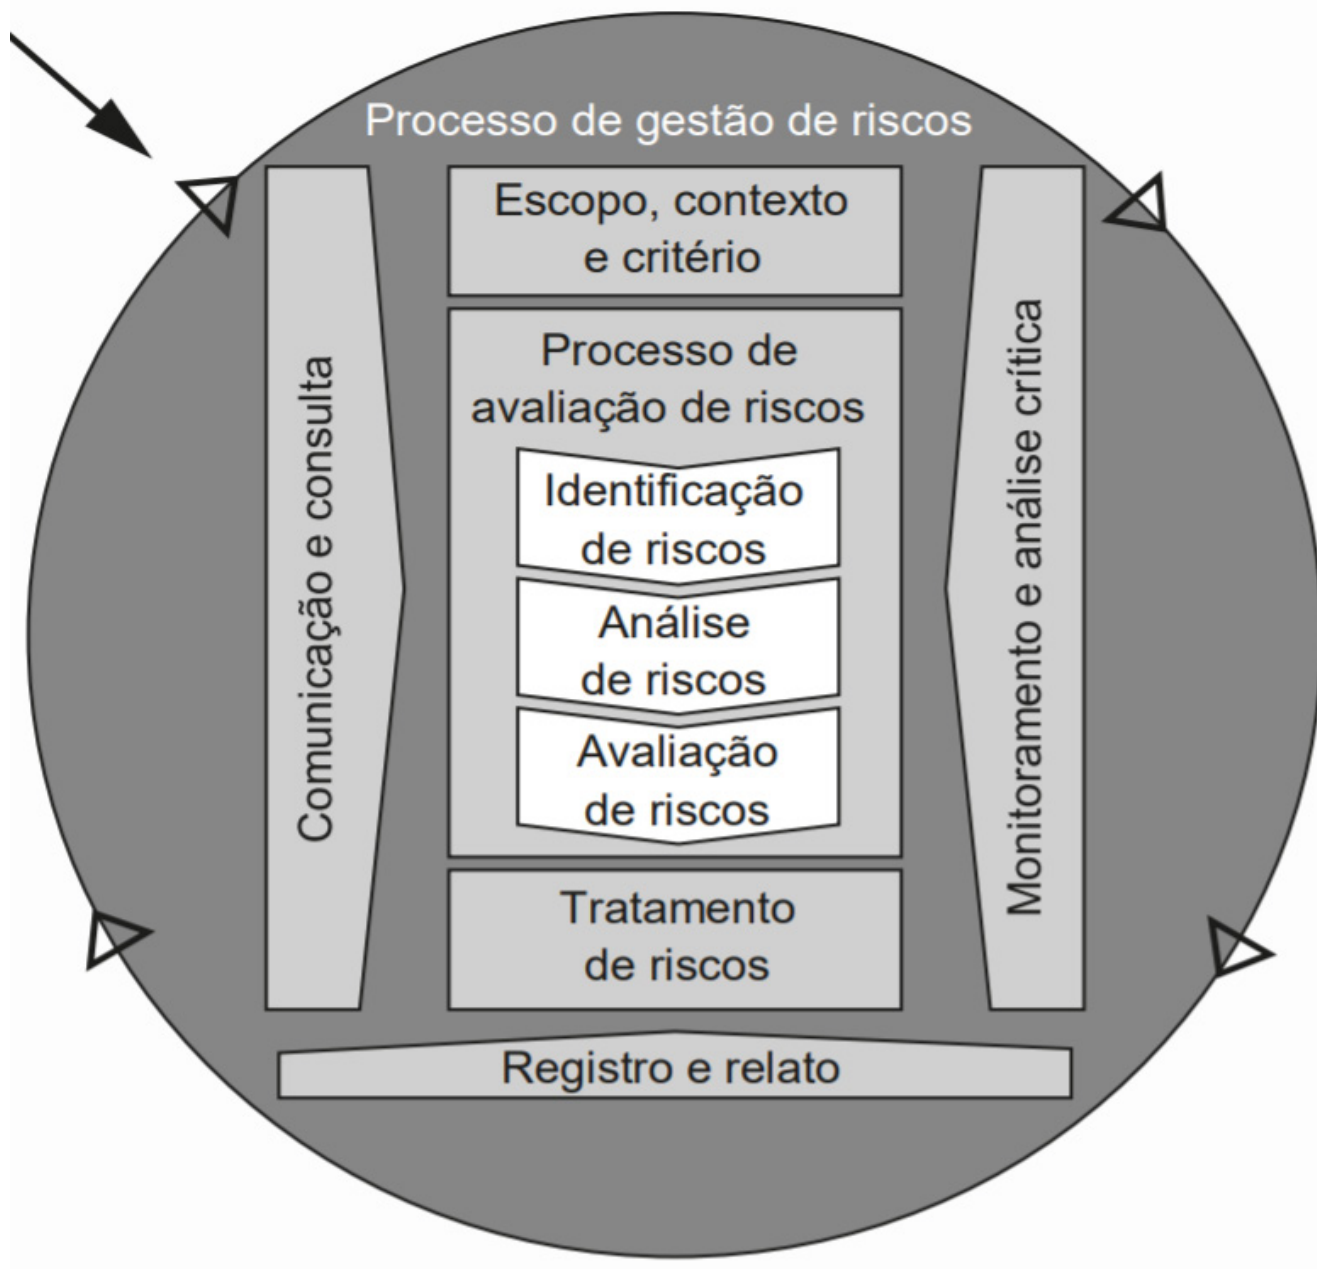 Processo de gestão de riscos
Comunicação e consulta
Escopo, contexto
e critério
Processo de
avaliação de riscos
Identificação
de riscos
Análise
de riscos
Avaliação
de riscos
Tratamento
de riscos
Monitoramento e análise crítica
Registro e relato